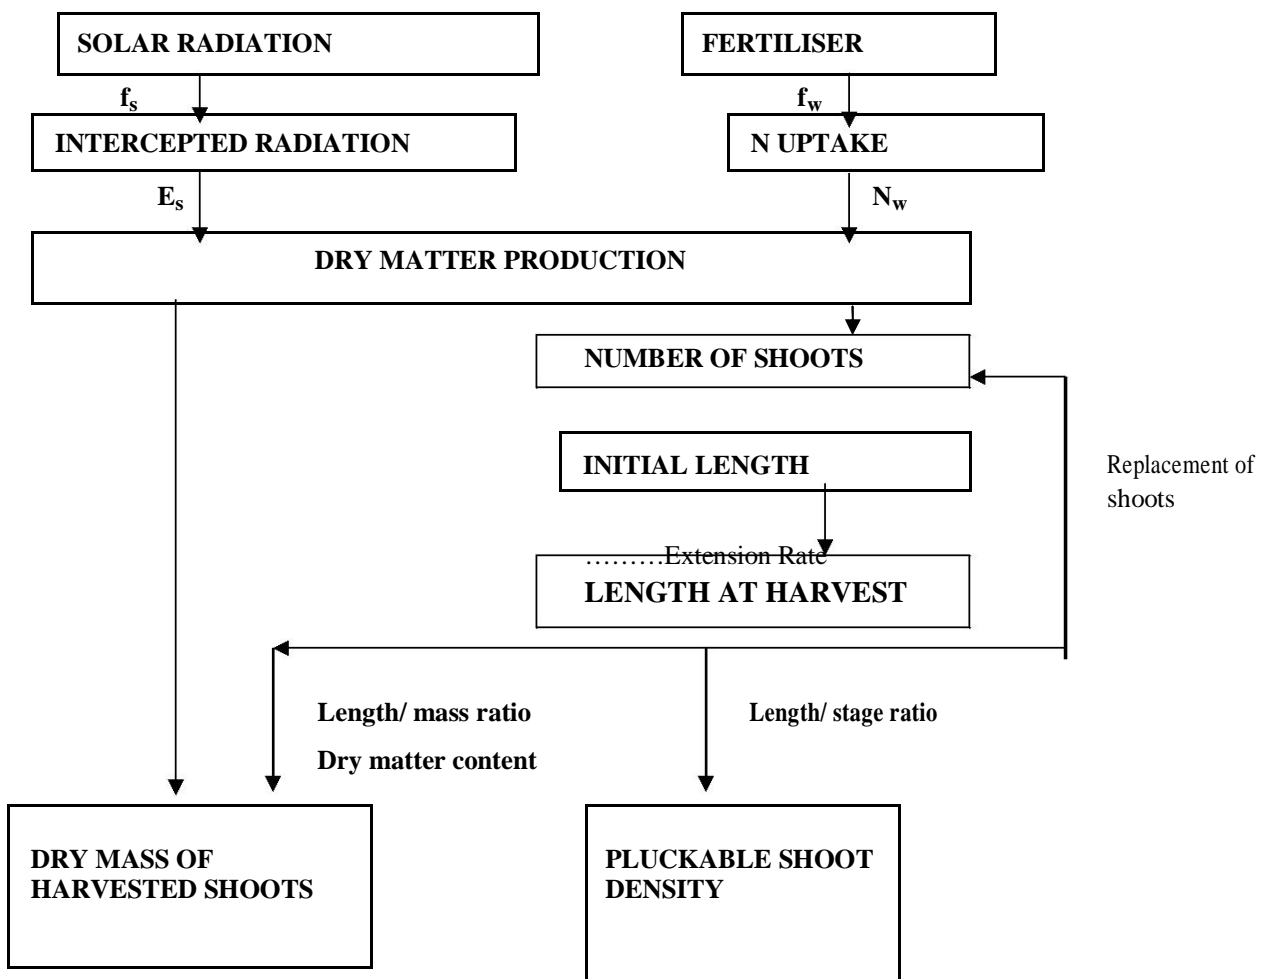 SOLAR RADIATION
FERTILISER
fs
fw
INTERCEPTED RADIATION
N UPTAKE
Es
Nw
DRY MATTER PRODUCTION
NUMBER OF SHOOTS
INITIAL LENGTH
Replacement of
shoots
………Extension Rate
LENGTH AT HARVEST
Length/ mass ratio
Length/ stage ratio
Dry matter content
DRY MASS OF
HARVESTED SHOOTS
PLUCKABLE SHOOT
DENSITY